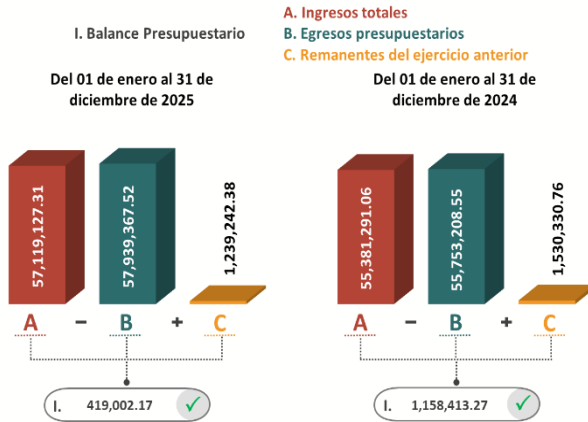 I. Balance Presupuestario
A. Ingresos totales
B. Egresos presupuestarios
C. Remanentes del ejercicio anterior
Del 01 de enero al 31 de
diciembre de 2025
57,119,127.31
57,939,367.52
1,239,242.38
A − B + C
I. 419,002.17 ✓
Del 01 de enero al 31 de
diciembre de 2024
55,381,291.06
55,753,208.55
1,530,330.76
A − B + C
I. 1,158,413.27 ✓